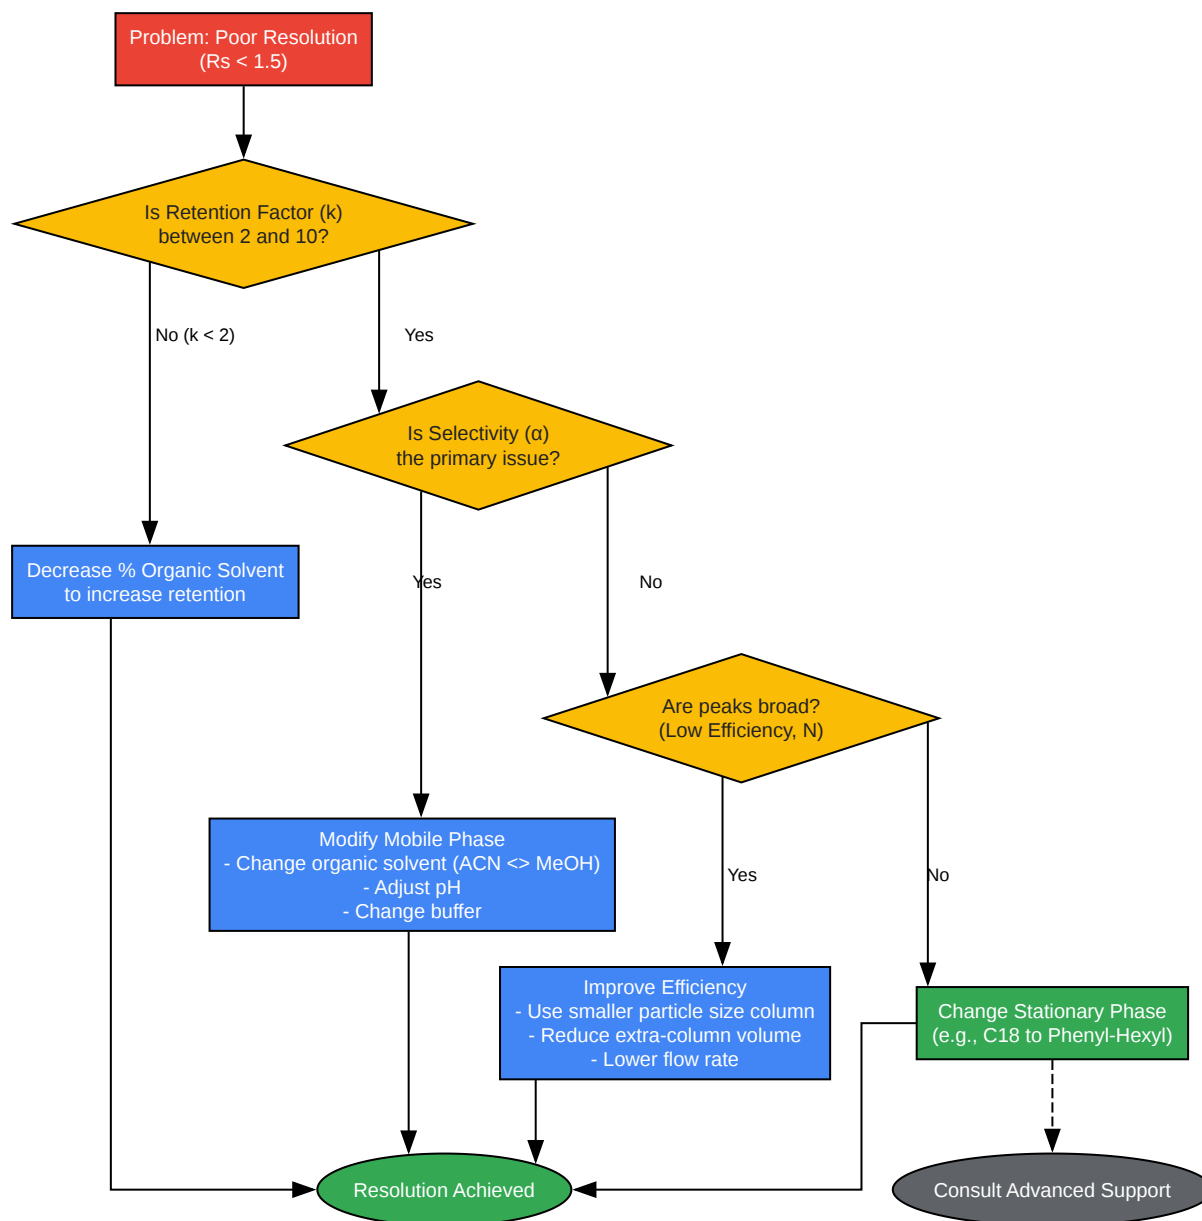 Problem: Poor Resolution
(Rs < 1.5)
Is Retention Factor (k)
between 2 and 10?
No (k < 2)
Yes
Is Selectivity (α)
the primary issue?
Decrease % Organic Solvent
to increase retention
Yes
No
Are peaks broad?
(Low Efficiency, N)
Modify Mobile Phase
- Change organic solvent (ACN <> MeOH)
- Adjust pH
- Change buffer
Yes
No
Improve Efficiency
- Use smaller particle size column
- Reduce extra-column volume
- Lower flow rate
Change Stationary Phase
(e.g., C18 to Phenyl-Hexyl)
Resolution Achieved
Consult Advanced Support